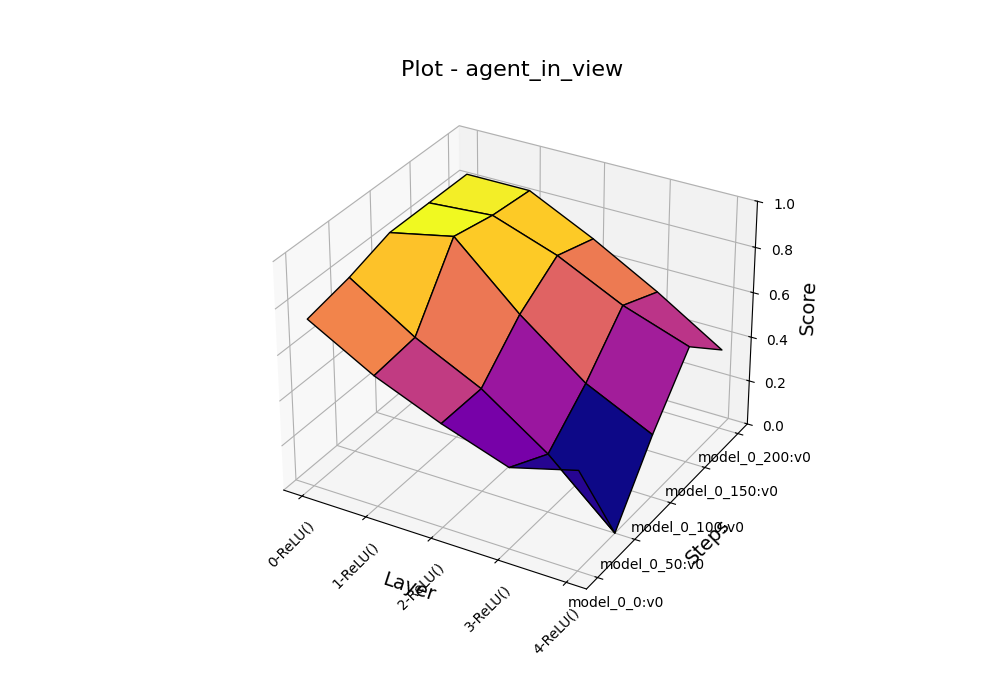 Plot - agent_in_view
1.0
0.8
0.6
0.4
0.2
0.0
Score
model_0_200:v0
model_0_150:v0
model_0_100:v0
model_0_50:v0
model_0_0:v0
Steps
0-ReLU()
1-ReLU()
2-ReLU()
3-ReLU()
4-ReLU()
Layer